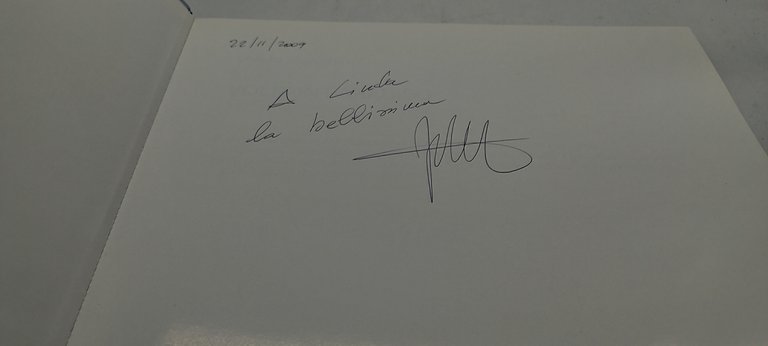 22/11/2009
A Linda
la bellissima